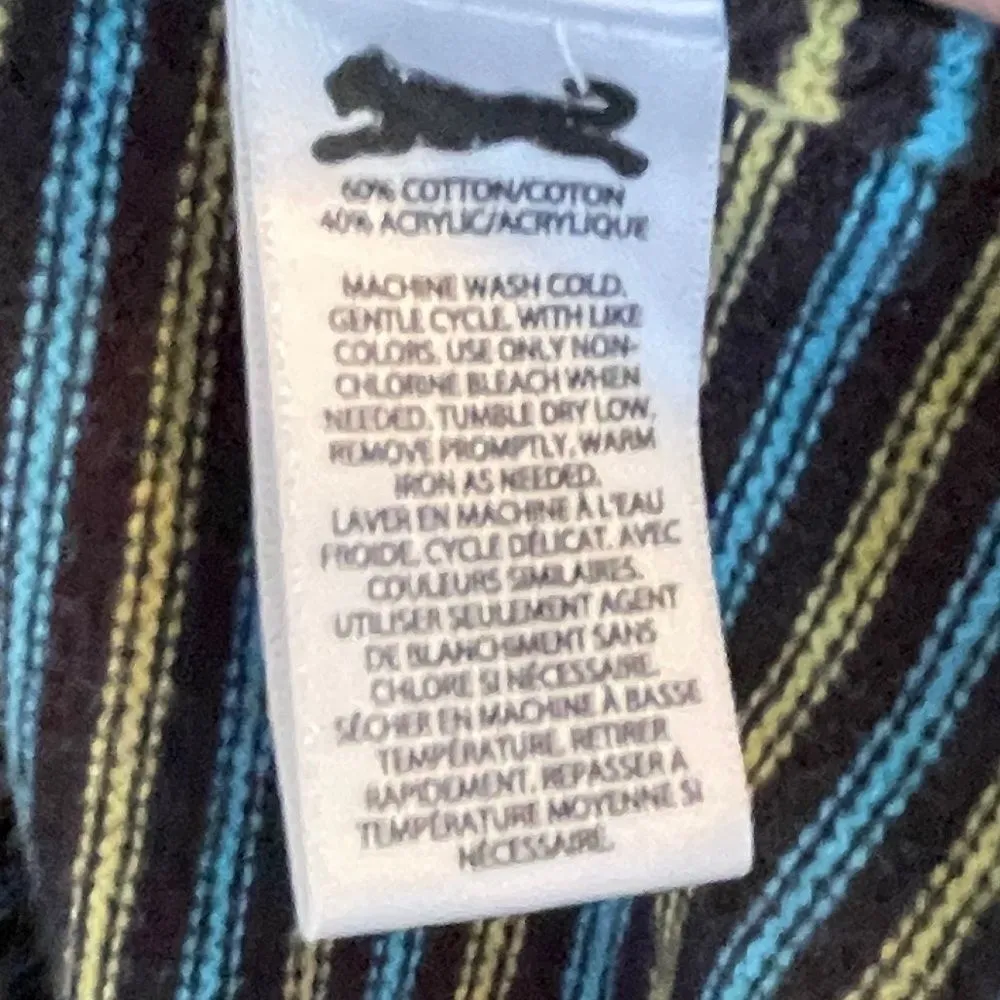 60% COTTON/COTON
40% ACRYLIC/ACRYLIQUE
MACHINE WASH COLD,
GENTLE CYCLE, WITH LIKE
COLORS. USE ONLY NON-
CHLORINE BLEACH WHEN
NEEDED. TUMBLE DRY LOW.
REMOVE PROMPTLY. WARM
IRON AS NEEDED.
LAVER EN MACHINE À L'EAU
FROIDE, CYCLE DÉLICAT, AVEC
COULEURS SIMILAIRES.
UTILISER SEULEMENT AGENT
DE BLANCHIMENT SANS
CHLORE SI NÉCESSAIRE.
SÉCHER EN MACHINE À BASSE
TEMPÉRATURE. RETIRER
RAPIDEMENT. REPASSER A
TEMPÉRATURE MOYENNE SI
NÉCESSAIRE.